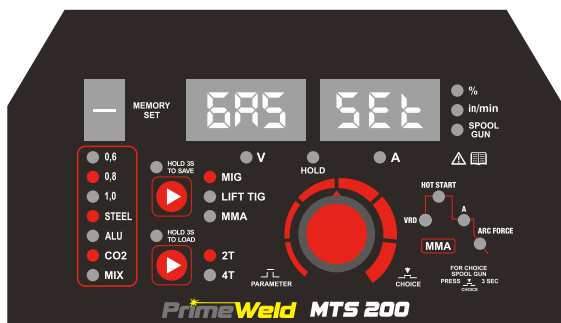 –
MEMORY
SET
GAS
SEt
%
in/min
SPOOL
GUN
V
HOLD
A
0,6
0,8
1,0
STEEL
ALU
CO2
MIX
HOLD 3S
TO SAVE
HOLD 3S
TO LOAD
MIG
LIFT TIG
MMA
2T
4T
PARAMETER
CHOICE
HOT START
VRD
A
ARC FORCE
MMA
FOR CHOICE
SPOOL GUN
PRESS 3 SEC
CHOICE
PrimeWeld MTS 200